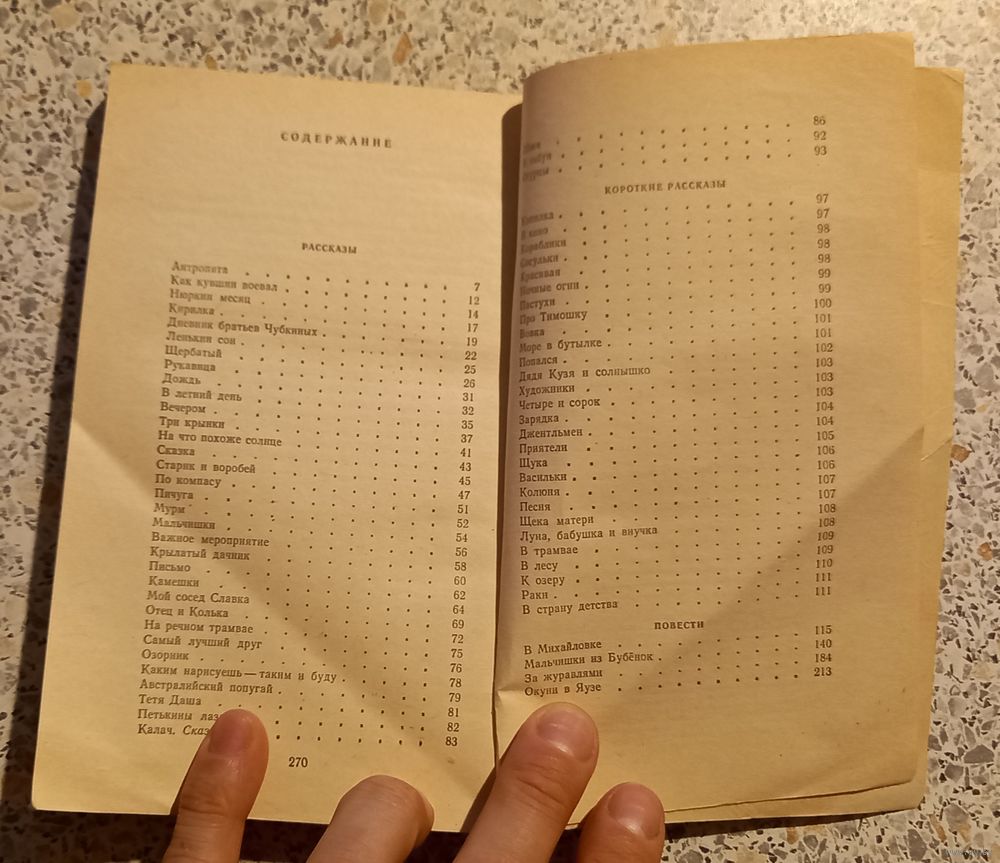 СОДЕРЖАНИЕ
РАССКАЗЫ
Антропита . . . . . . . . . . 7
Как кувшин воевал . . . . . . . . . . 12
Нюркин месяц . . . . . . . . . . 14
Кирилка . . . . . . . . . . 17
Дневник братьев Чубкиных . . . . . . . . . . 19
Ленькин сон . . . . . . . . . . 22
Щербатый . . . . . . . . . . 25
Рукавица . . . . . . . . . . 26
Дождь . . . . . . . . . . 31
В летний день . . . . . . . . . . 32
Вечером . . . . . . . . . . 35
Три крынки . . . . . . . . . . 37
На что похоже солнце . . . . . . . . . . 41
Сказка . . . . . . . . . . 43
Старик и воробей . . . . . . . . . . 45
По компасу . . . . . . . . . . 47
Пичуга . . . . . . . . . . 51
Мурм . . . . . . . . . . 52
Мальчишки . . . . . . . . . . 54
Важное мероприятие . . . . . . . . . . 56
Крылатый дачник . . . . . . . . . . 58
Письмо . . . . . . . . . . 60
Камешки . . . . . . . . . . 62
Мой сосед Славка . . . . . . . . . . 64
Отец и Колька . . . . . . . . . . 69
На речном трамвае . . . . . . . . . . 72
Самый лучший друг . . . . . . . . . . 75
Озорник . . . . . . . . . . 76
Каким нарисуешь — таким и буду . . . . . . . . . . 78
Австралийский попугай . . . . . . . . . . 79
Тетя Даша . . . . . . . . . . 81
Петькины . . . . . . . . . . 82
Калач. . . . . . . . . . . 83
270
. . . . . . . . . . 86
. . . . . . . . . . 92
. . . . . . . . . . 93
КОРОТКИЕ РАССКАЗЫ
. . . . . . . . . . 97
В кино . . . . . . . . . . 97
Кораблики . . . . . . . . . . 98
Сосульки . . . . . . . . . . 98
Красивая . . . . . . . . . . 98
Ночные огни . . . . . . . . . . 99
Пастухи . . . . . . . . . . 99
Про Тимошку . . . . . . . . . . 100
Вовка . . . . . . . . . . 101
Море в бутылке . . . . . . . . . . 101
Попался . . . . . . . . . . 102
Дядя Кузя и солнышко . . . . . . . . . . 103
Художники . . . . . . . . . . 103
Четыре и сорок . . . . . . . . . . 103
Зарядка . . . . . . . . . . 104
Джентльмен . . . . . . . . . . 104
Приятели . . . . . . . . . . 105
Щука . . . . . . . . . . 106
Васильки . . . . . . . . . . 106
Колюня . . . . . . . . . . 107
Песня . . . . . . . . . . 107
Щека матери . . . . . . . . . . 108
Луна, бабушка и внучка . . . . . . . . . . 108
В трамвае . . . . . . . . . . 109
В лесу . . . . . . . . . . 109
К озеру . . . . . . . . . . 110
Раки . . . . . . . . . . 111
В страну детства . . . . . . . . . . 111
ПОВЕСТИ
В Михайловке . . . . . . . . . . 115
Мальчишки из Бубёнок . . . . . . . . . . 140
За журавлями . . . . . . . . . . 184
Окуни в Яузе . . . . . . . . . . 213